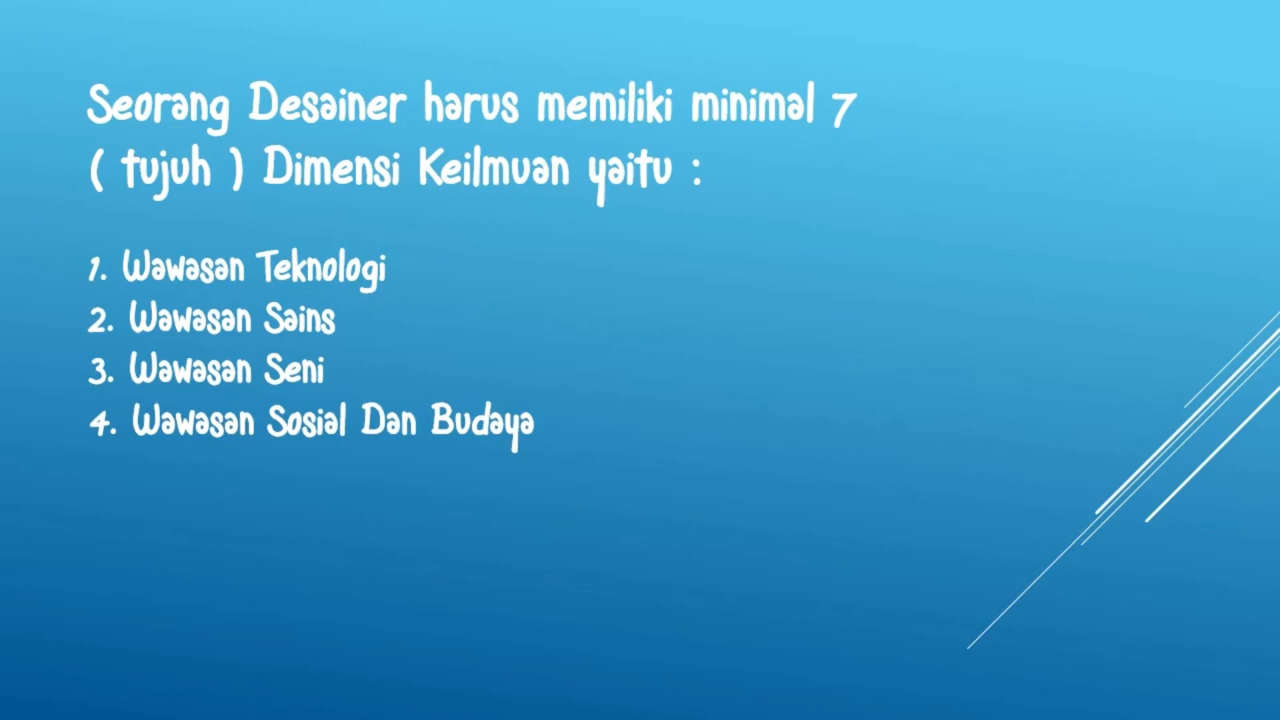 Seorang Desainer harus memiliki minimal 7
( tujuh ) Dimensi Keilmuan yaitu :
1. Wawasan Teknologi
2. Wawasan Sains
3. Wawasan Seni
4. Wawasan Sosial Dan Budaya